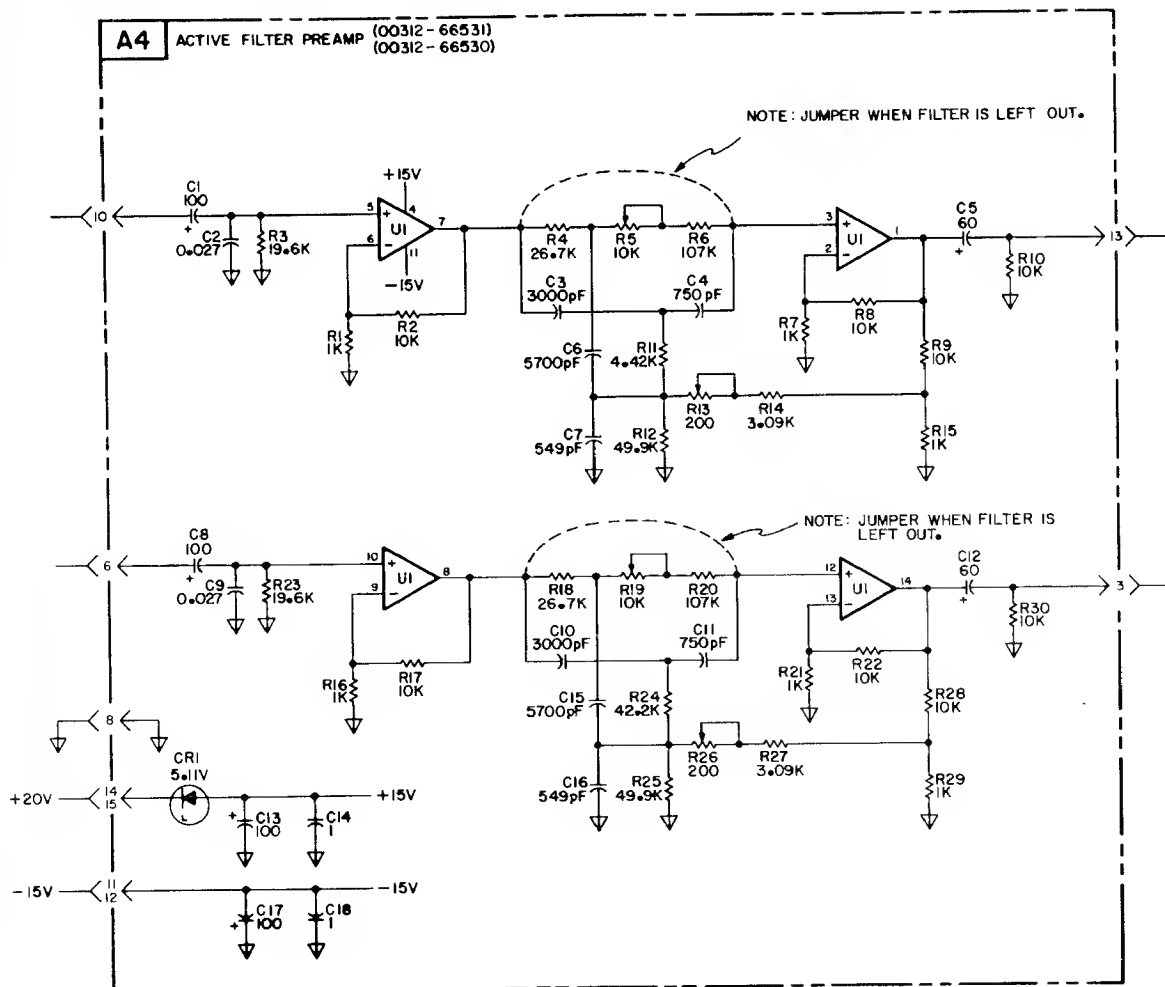 A4 ACTIVE FILTER PREAMP (00312-66531)
(00312-66530)
NOTE: JUMPER WHEN FILTER IS LEFT OUT.
10
C1
100
+
C2
0.027
R3
19.6K
+15V
4
5
+
U1
7
6
-
11
-15V
R1
1K
R2
10K
R4
26.7K
R5
10K
R6
107K
C3
3000pF
C4
750pF
C6
5700pF
R11
4.42K
C7
549pF
R12
49.9K
R13
200
R14
3.09K
3
+
U1
1
2
-
R7
1K
R8
10K
R9
10K
R15
1K
C5
60
+
R10
10K
13
NOTE: JUMPER WHEN FILTER IS
LEFT OUT.
6
C8
100
+
C9
0.027
R23
19.6K
10
+
U1
8
9
-
R16
1K
R17
10K
R18
26.7K
R19
10K
R20
107K
C10
3000pF
C11
750pF
C15
5700pF
R24
42.2K
C16
549pF
R25
49.9K
R26
200
R27
3.09K
12
+
U1
14
13
-
R21
1K
R22
10K
R28
10K
R29
1K
C12
60
+
R30
10K
3
8
CR1
5.11V
+20V
14
15
+15V
+
C13
100
C14
1
-15V
11
12
-15V
+
C17
100
C18
1